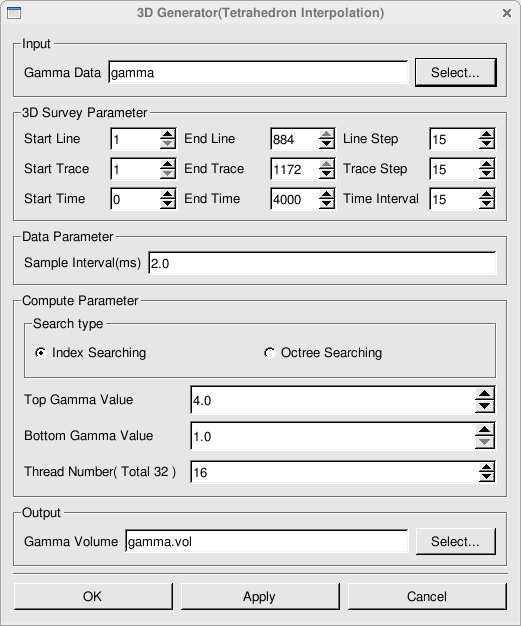 3D Generator(Tetrahedron Interpolation)
Input
Gamma Data gamma Select...
3D Survey Parameter
Start Line 1 End Line 884 Line Step 15
Start Trace 1 End Trace 1172 Trace Step 15
Start Time 0 End Time 4000 Time Interval 15
Data Parameter
Sample Interval(ms) 2.0
Compute Parameter
Search type
Index Searching Octree Searching
Top Gamma Value 4.0
Bottom Gamma Value 1.0
Thread Number( Total 32 ) 16
Output
Gamma Volume gamma.vol Select...
OK Apply Cancel